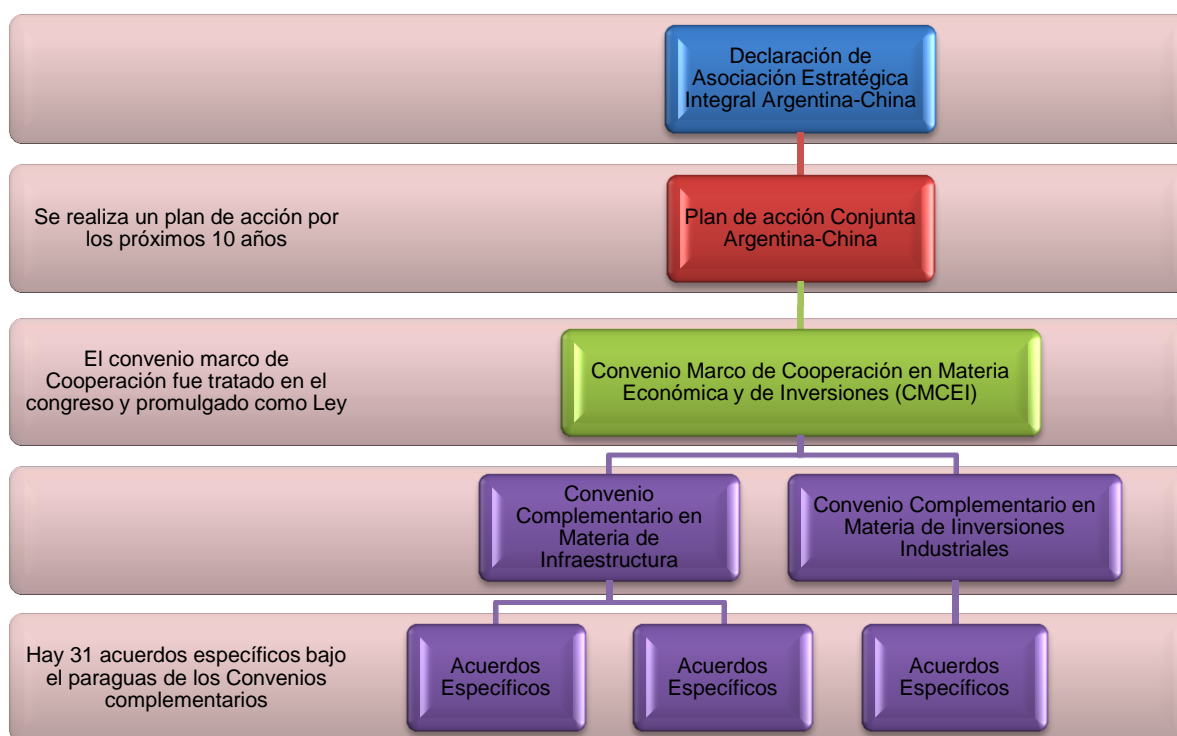 Declaración de
Asociación Estratégica
Integral Argentina-China
Se realiza un plan de acción por
los próximos 10 años
Plan de acción Conjunta
Argentina-China
El convenio marco de
Cooperación fue tratado en el
congreso y promulgado como Ley
Convenio Marco de Cooperación en Materia
Económica y de Inversiones (CMCEI)
Convenio
Complementario en
Materia de
Infraestructura
Convenio Complementario en
Materia de Iinversiones
Industriales
Hay 31 acuerdos específicos bajo
el paraguas de los Convenios
complementarios
Acuerdos
Específicos
Acuerdos
Específicos
Acuerdos
Específicos